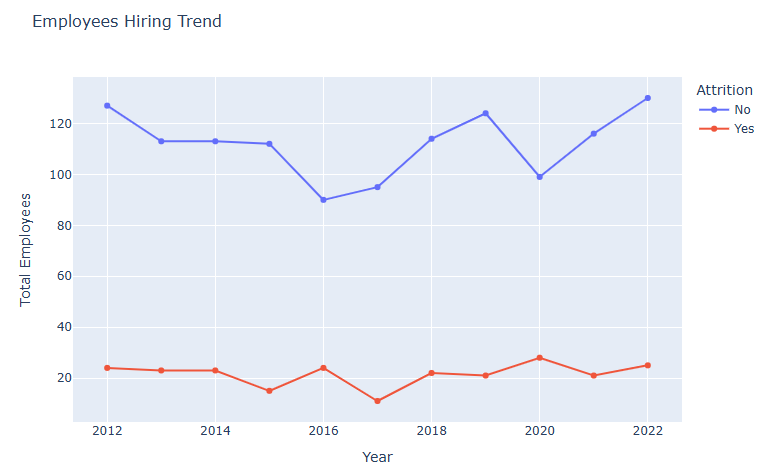 Employees Hiring Trend
Attrition
No
Yes
120
100
80
60
40
20
Total Employees
2012
2014
2016
2018
2020
2022
Year